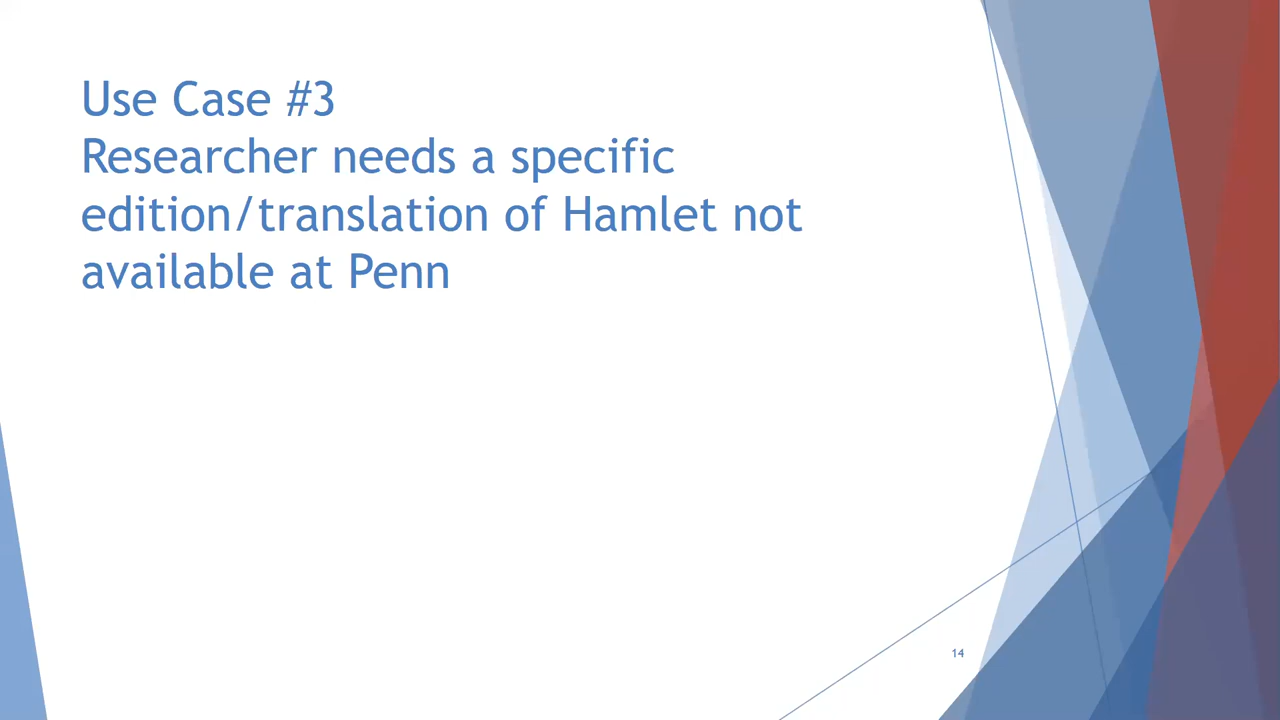 Use Case #3
Researcher needs a specific
edition/translation of Hamlet not
available at Penn
14